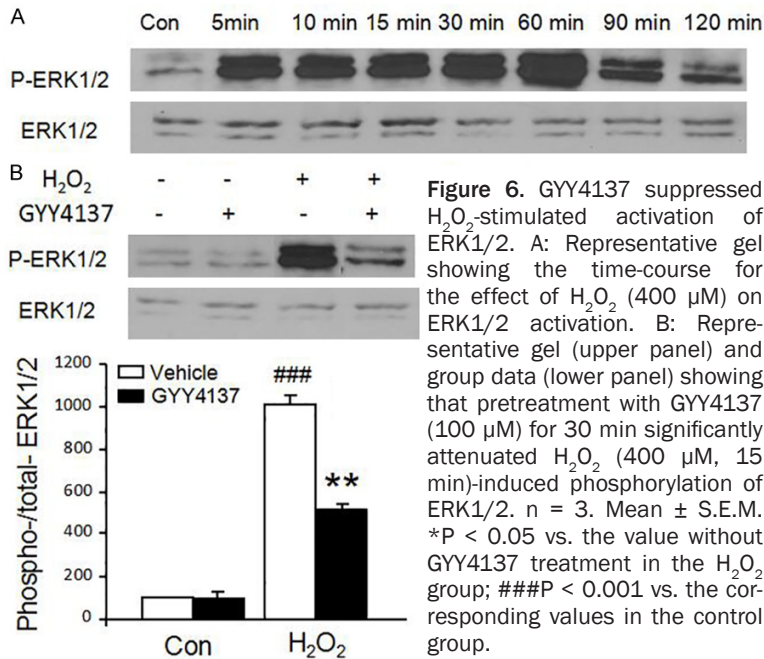 A
Con 5min 10 min 15 min 30 min 60 min 90 min 120 min
P-ERK1/2
ERK1/2
B
H₂O₂ - - + +
GYY4137 - + - +
P-ERK1/2
ERK1/2
1200
1000
800
600
400
200
0
Phospho-/total- ERK1/2
Vehicle
GYY4137
###
**
Con H₂O₂
Figure 6. GYY4137 suppressed
H₂O₂-stimulated activation of
ERK1/2. A: Representative gel
showing the time-course for
the effect of H₂O₂ (400 µM) on
ERK1/2 activation. B: Repre-
sentative gel (upper panel) and
group data (lower panel) showing
that pretreatment with GYY4137
(100 µM) for 30 min significantly
attenuated H₂O₂ (400 µM, 15
min)-induced phosphorylation of
ERK1/2. n = 3. Mean ± S.E.M.
*P < 0.05 vs. the value without
GYY4137 treatment in the H₂O₂
group; ###P < 0.001 vs. the cor-
responding values in the control
group.